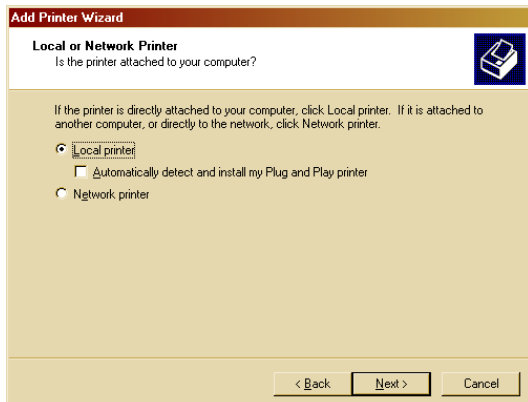 Add Printer Wizard
Local or Network Printer
Is the printer attached to your computer?
If the printer is directly attached to your computer, click Local printer. If it is attached to
another computer, or directly to the network, click Network printer.
Local printer
Automatically detect and install my Plug and Play printer
Network printer
< Back Next > Cancel